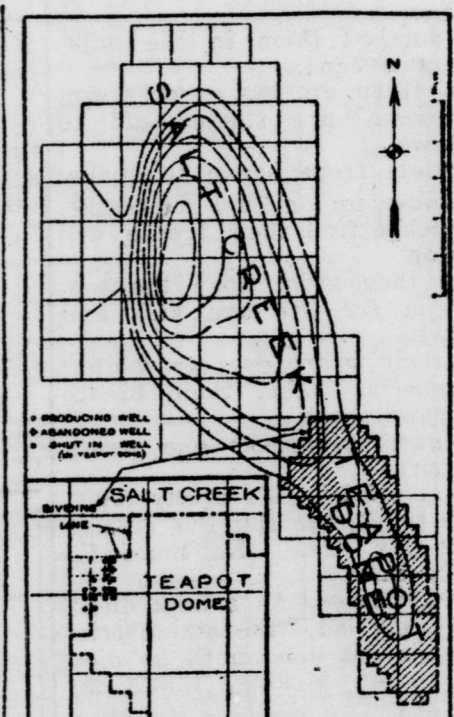 N
SALT CREEK
• PRODUCING WELL
ABANDONED WELL
SHUT IN WELL
(IN TEAPOT DOME)
TEAPOT
DOME
SALT CREEK
DIVIDING
LINE
TEAPOT
DOME